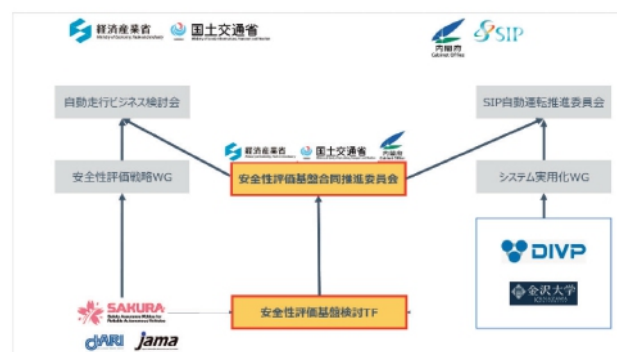 経済産業省
国土交通省
内閣府
Cabinet Office
SIP
自動走行ビジネス検討会
SIP自動運転推進委員会
経済産業省
国土交通省
内閣府
Cabinet Office
安全性評価戦略WG
安全性評価基盤合同推進委員会
システム実用化WG
DIVP
金沢大学
SAKURA
安全性評価基盤検討TF
JARI
jama